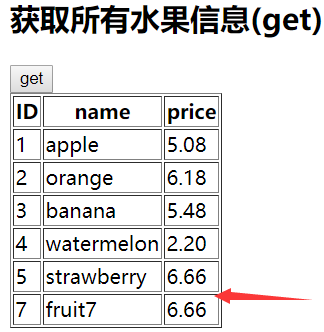 获取所有水果信息(get)
get
ID name price
1 apple 5.08
2 orange 6.18
3 banana 5.48
4 watermelon 2.20
5 strawberry 6.66
7 fruit7 6.66